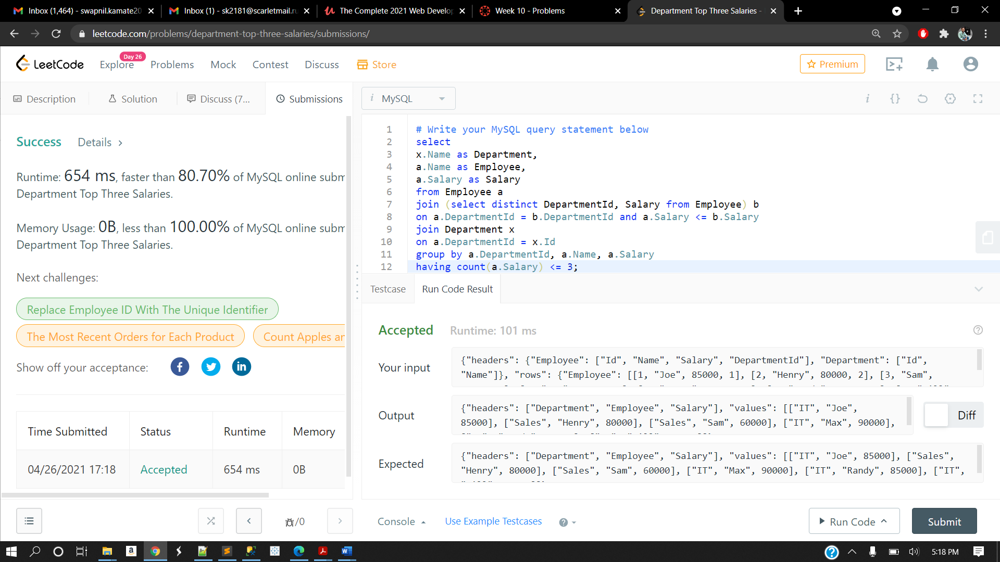 Inbox (1,464) - swapnil.kamate20
Inbox (1) - sk2181@scarletmail.ru
The Complete 2021 Web Develop
Week 10 - Problems
Department Top Three Salaries -
leetcode.com/problems/department-top-three-salaries/submissions/
LeetCode
Explore
Day 26
Problems
Mock
Contest
Discuss
Store
Premium
Description
Solution
Discuss (7...
Submissions
i MySQL
Success Details >
Runtime: 654 ms, faster than 80.70% of MySQL online subm
Department Top Three Salaries.
Memory Usage: 0B, less than 100.00% of MySQL online subm
Department Top Three Salaries.
Next challenges:
Replace Employee ID With The Unique Identifier
The Most Recent Orders for Each Product
Count Apples an
Show off your acceptance:
Time Submitted Status Runtime Memory
04/26/2021 17:18 Accepted 654 ms 0B
1 # Write your MySQL query statement below
2 select
3 x.Name as Department,
4 a.Name as Employee,
5 a.Salary as Salary
6 from Employee a
7 join (select distinct DepartmentId, Salary from Employee) b
8 on a.DepartmentId = b.DepartmentId and a.Salary <= b.Salary
9 join Department x
10 on a.DepartmentId = x.Id
11 group by a.DepartmentId, a.Name, a.Salary
12 having count(a.Salary) <= 3;
Testcase Run Code Result
Accepted Runtime: 101 ms
Your input
{"headers": {"Employee": ["Id", "Name", "Salary", "DepartmentId"], "Department": ["Id",
"Name"]}, "rows": {"Employee": [[1, "Joe", 85000, 1], [2, "Henry", 80000, 2], [3, "Sam",
Output
{"headers": ["Department", "Employee", "Salary"], "values": [["IT", "Joe",
85000], ["Sales", "Henry", 80000], ["Sales", "Sam", 60000], ["IT", "Max", 90000],
Diff
Expected
{"headers": ["Department", "Employee", "Salary"], "values": [["IT", "Joe", 85000], ["Sales",
"Henry", 80000], ["Sales", "Sam", 60000], ["IT", "Max", 90000], ["IT", "Randy", 85000], ["IT",
/0
Console
Use Example Testcases
Run Code
Submit
5:18 PM